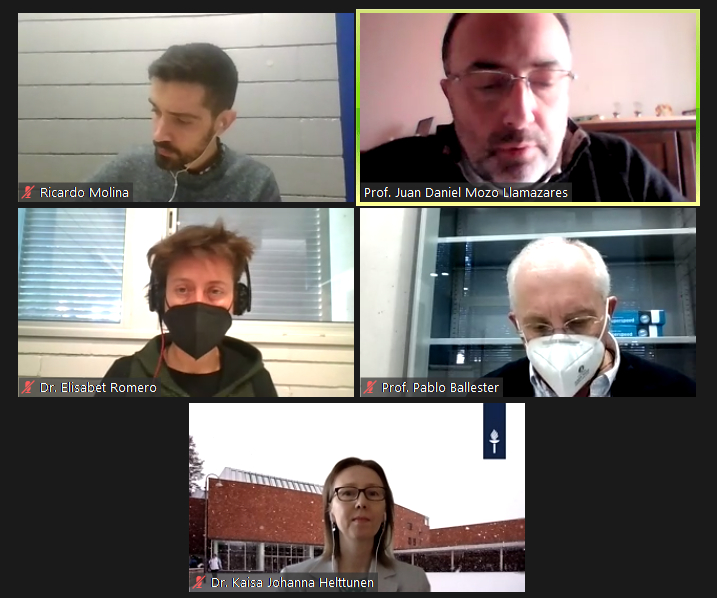 Ricardo Molina
Prof. Juan Daniel Mozo Llamazares
Dr. Elisabet Romero
Prof. Pablo Ballester
Dr. Kaisa Johanna Helttunen